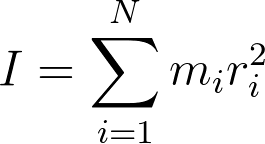 I = \sum_{i=1}^{N} m_i r_i^2